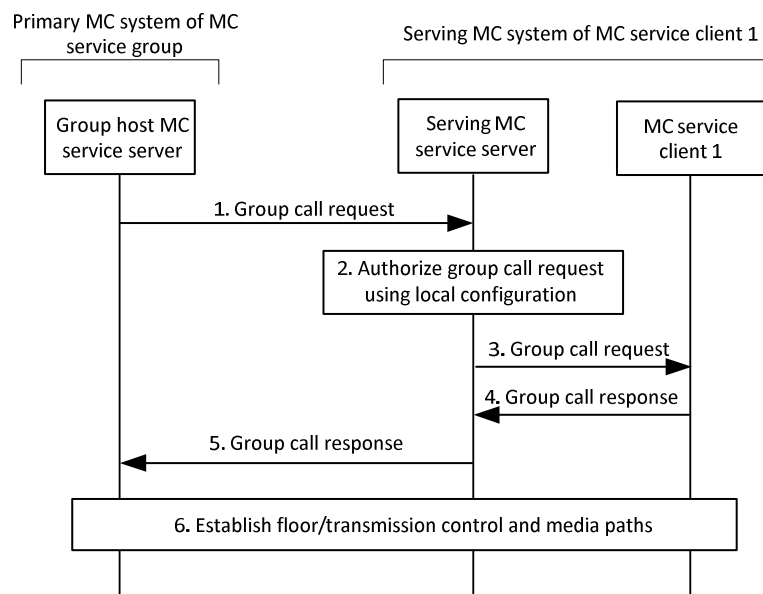 Primary MC system of MC
service group
Serving MC system of MC service client 1
Group host MC
service server
Serving MC
service server
MC service
client 1
1. Group call request
2. Authorize group call request
using local configuration
3. Group call request
4. Group call response
5. Group call response
6. Establish floor/transmission control and media paths